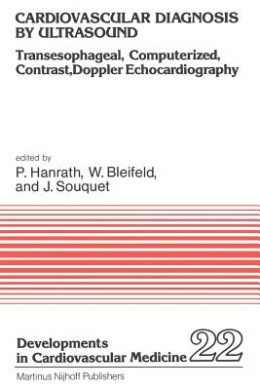 CARDIOVASCULAR DIAGNOSIS
BY ULTRASOUND
Transesophageal, Computerized,
Contrast,Doppler Echocardiography
edited by
P. Hanrath, W. Bleifeld,
and J. Souquet
Developments
in Cardiovascular Medicine 22
Martinus Nijhoff Publishers